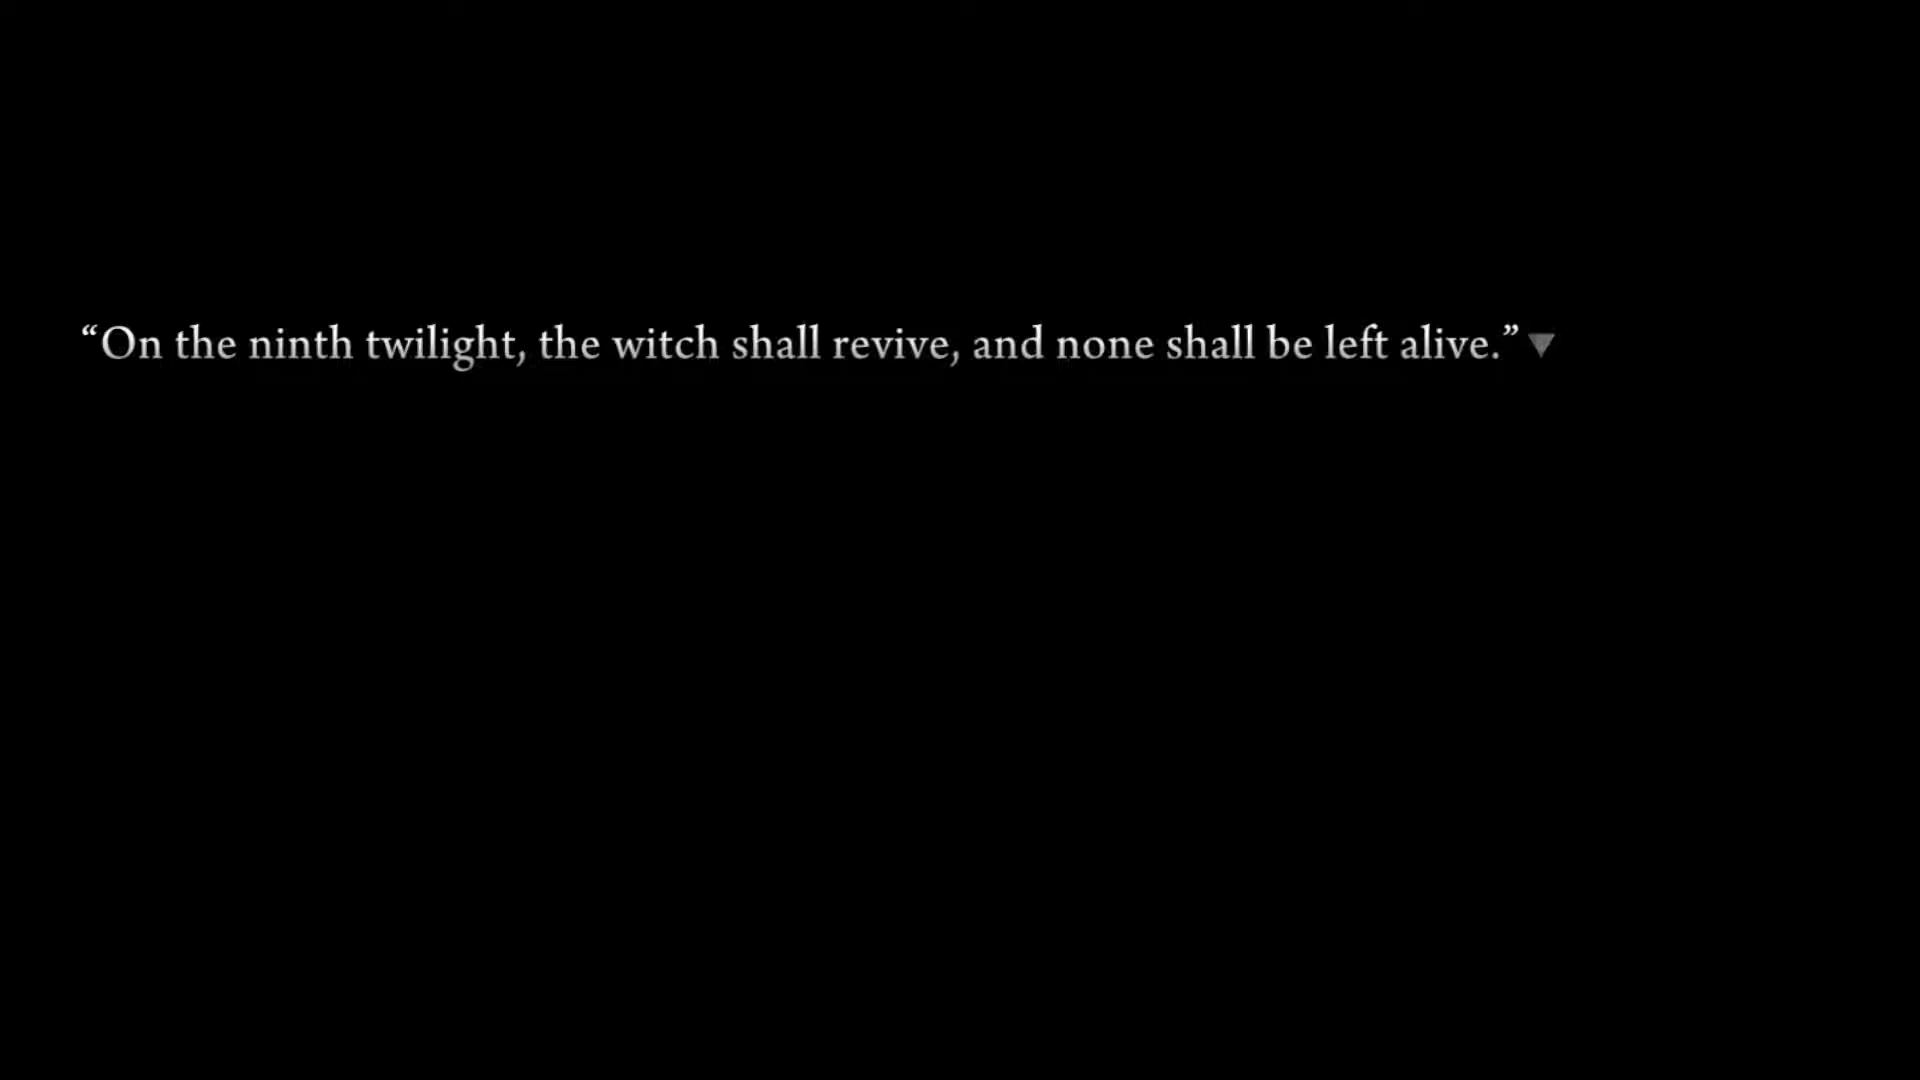 “On the ninth twilight, the witch shall revive, and none shall be left alive.”